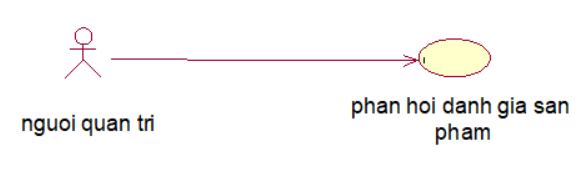 nguoi quan tri
phan hoi danh gia san
pham